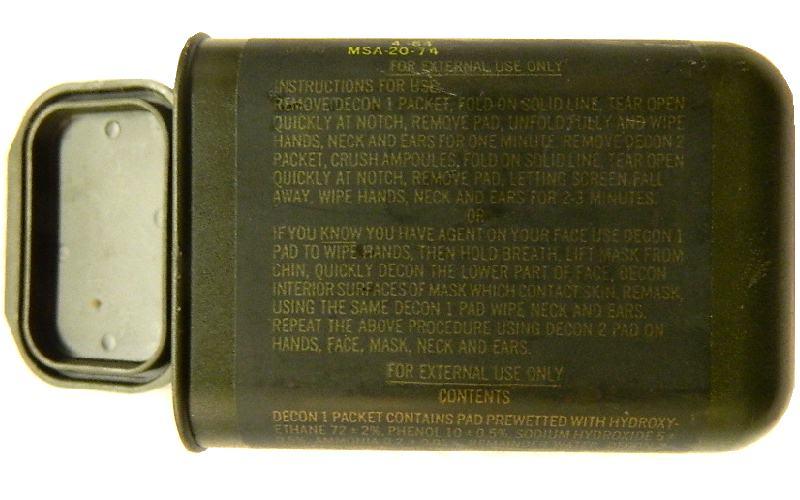 4-84
MSA-20-74
FOR EXTERNAL USE ONLY
INSTRUCTIONS FOR USE:
REMOVE DECON 1 PACKET, FOLD ON SOLID LINE, TEAR OPEN
QUICKLY AT NOTCH, REMOVE PAD, UNFOLD FULLY AND WIPE
HANDS, NECK AND EARS FOR ONE MINUTE. REMOVE DECON 2
PACKET, CRUSH AMPOULES, FOLD ON SOLID LINE, TEAR OPEN
QUICKLY AT NOTCH, REMOVE PAD, LETTING SCREEN FALL
AWAY, WIPE HANDS, NECK AND EARS FOR 2-3 MINUTES.
OR
IF YOU KNOW YOU HAVE AGENT ON YOUR FACE USE DECON 1
PAD TO WIPE HANDS, THEN HOLD BREATH, LIFT MASK FROM
CHIN, QUICKLY DECON THE LOWER PART OF FACE, DECON
INTERIOR SURFACES OF MASK WHICH CONTACT SKIN, REMASK,
USING THE SAME DECON 1 PAD WIPE NECK AND EARS.
REPEAT THE ABOVE PROCEDURE USING DECON 2 PAD ON
HANDS, FACE, MASK, NECK AND EARS.
FOR EXTERNAL USE ONLY
CONTENTS
DECON 1 PACKET CONTAINS PAD PREWETTED WITH HYDROXY-
ETHANE 72 ± 2%, PHENOL 10 ± 0.5%, SODIUM HYDROXIDE 5 ±